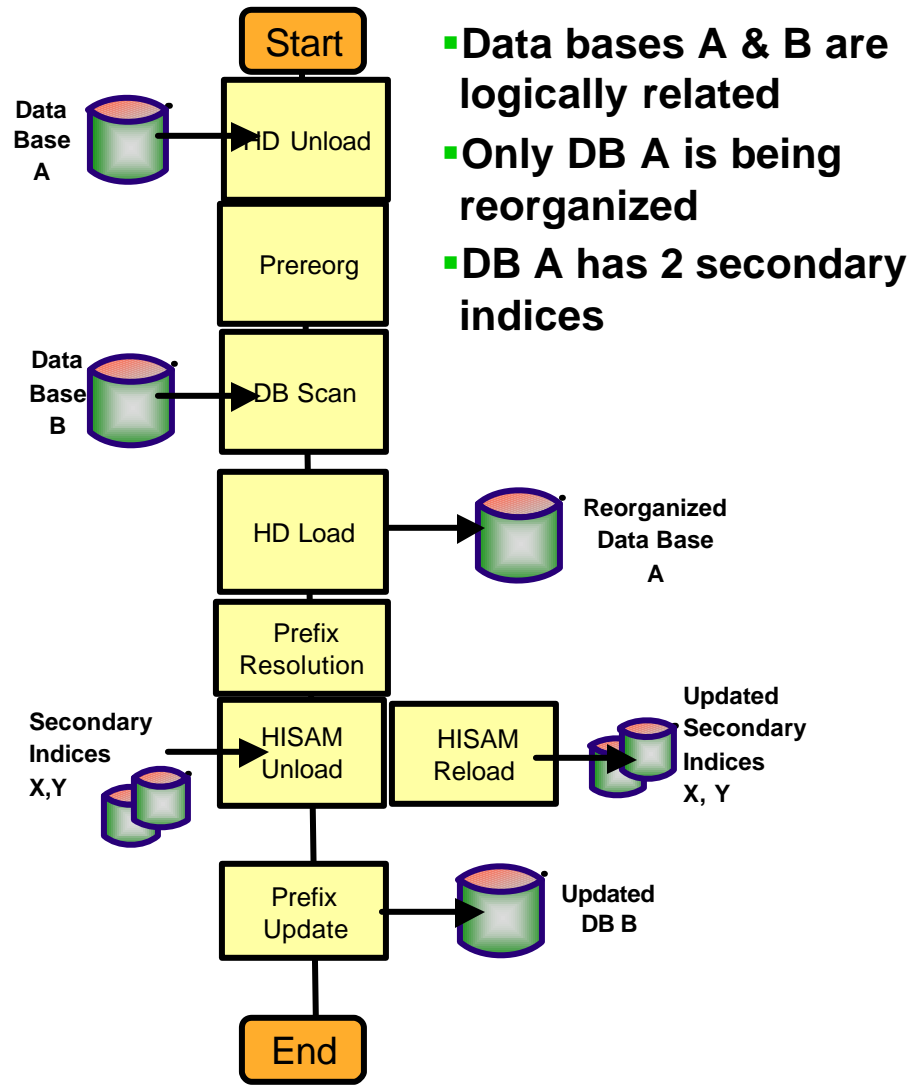 Start
▪Data bases A & B are
logically related
▪Only DB A is being
reorganized
▪DB A has 2 secondary
indices
Data
Base
A
HD Unload
Prereorg
Data
Base
B
DB Scan
HD Load
Reorganized
Data Base
A
Prefix
Resolution
Secondary
Indices
X,Y
HISAM
Unload
HISAM
Reload
Updated
Secondary
Indices
X, Y
Prefix
Update
Updated
DB B
End